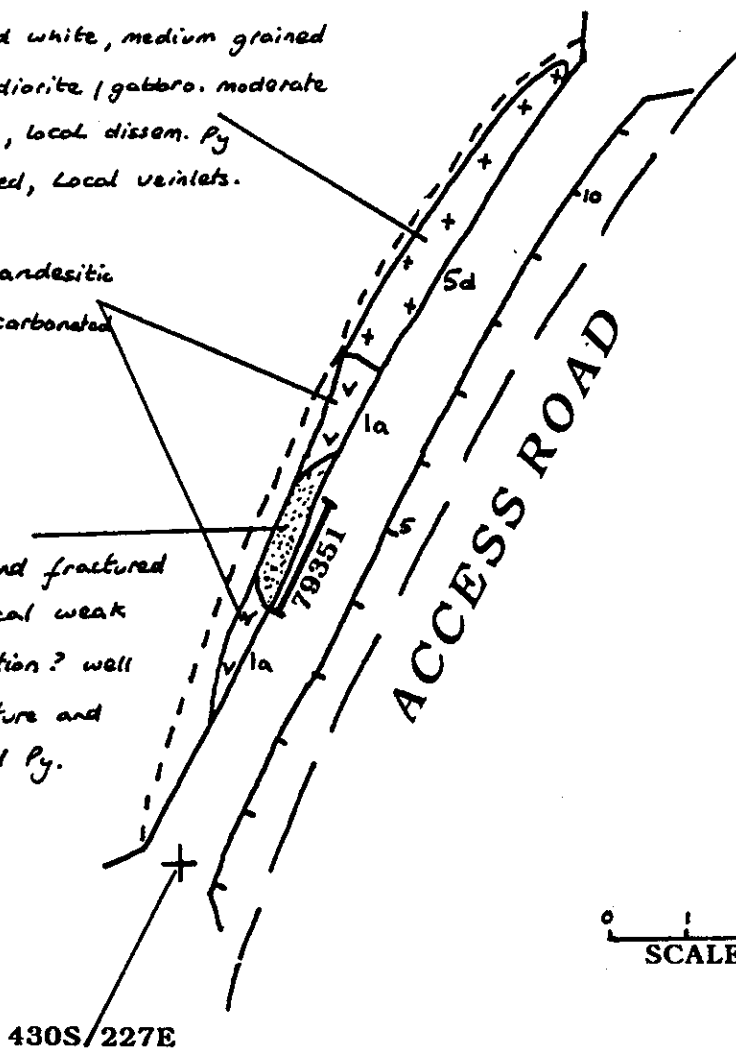 d white, medium grained
diorite / gabbro. moderate
, local dissem. Py
ed, Local veinlets.
andesitic
carbonated
nd fractured
cal weak
tion? well
ture and
d Py.
5d
1a
1a
79351
10
5
ACCESS ROAD
0 1
SCALE
430S/227E